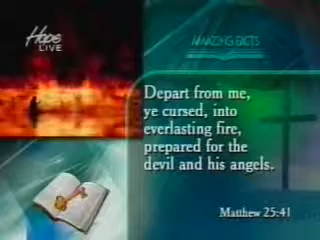 Hope
LIVE
AMAZING FACTS
Depart from me,
ye cursed, into
everlasting fire,
prepared for the
devil and his angels.
Matthew 25:41